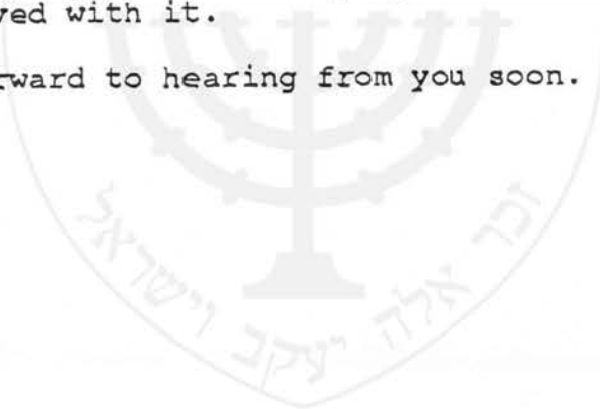 ved with it.
rward to hearing from you soon.
זכר אלה יעקב וישראל